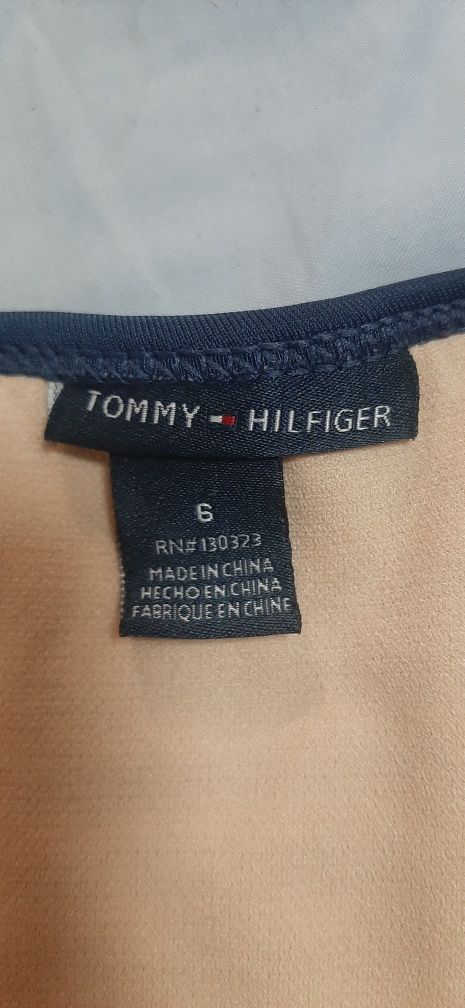 TOMMY HILFIGER
6
RN#130323
MADE IN CHINA
HECHO EN CHINA
FABRIQUE EN CHINE